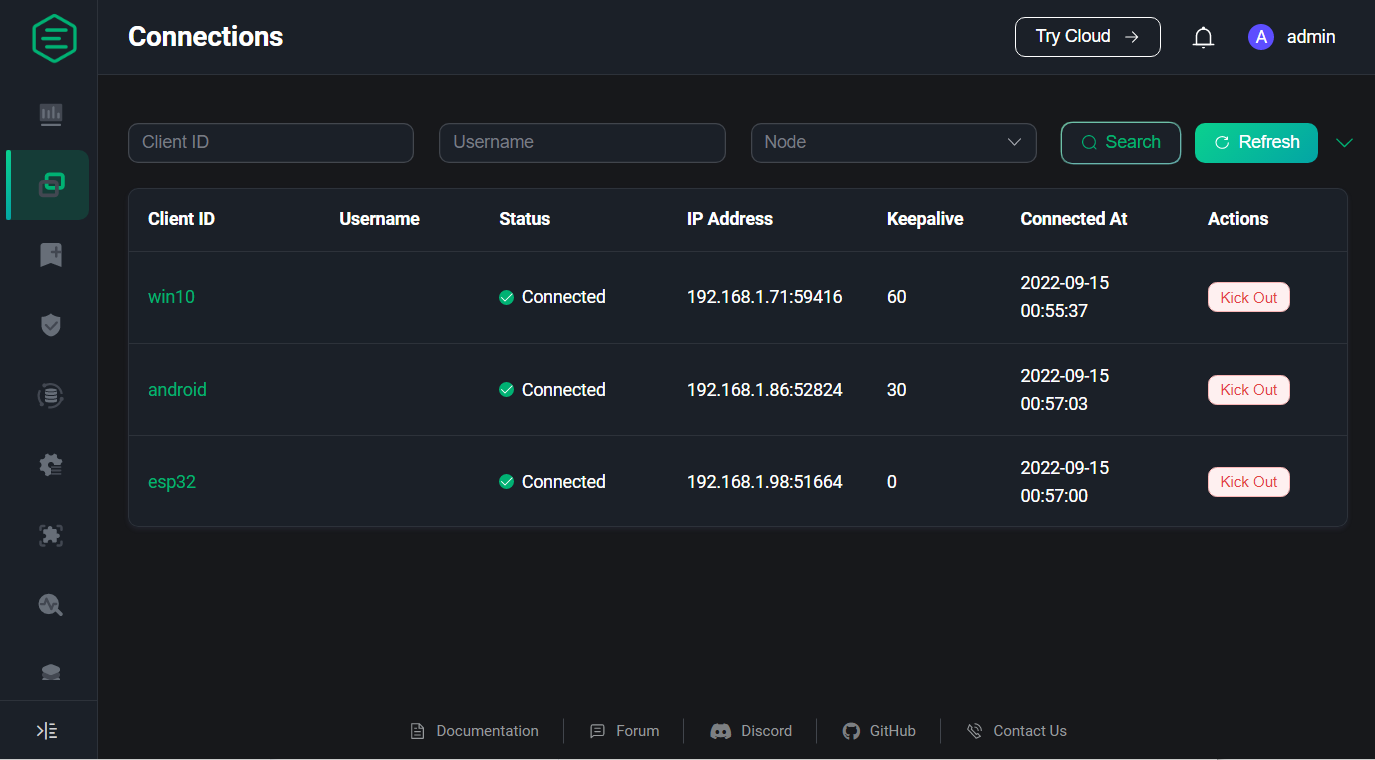 Connections
Try Cloud
A
admin
Client ID
Username
Node
Search
Refresh
Client ID Username Status IP Address Keepalive Connected At Actions
win10 Connected 192.168.1.71:59416 60 2022-09-15 00:55:37 Kick Out
android Connected 192.168.1.86:52824 30 2022-09-15 00:57:03 Kick Out
esp32 Connected 192.168.1.98:51664 0 2022-09-15 00:57:00 Kick Out
Documentation
Forum
Discord
GitHub
Contact Us